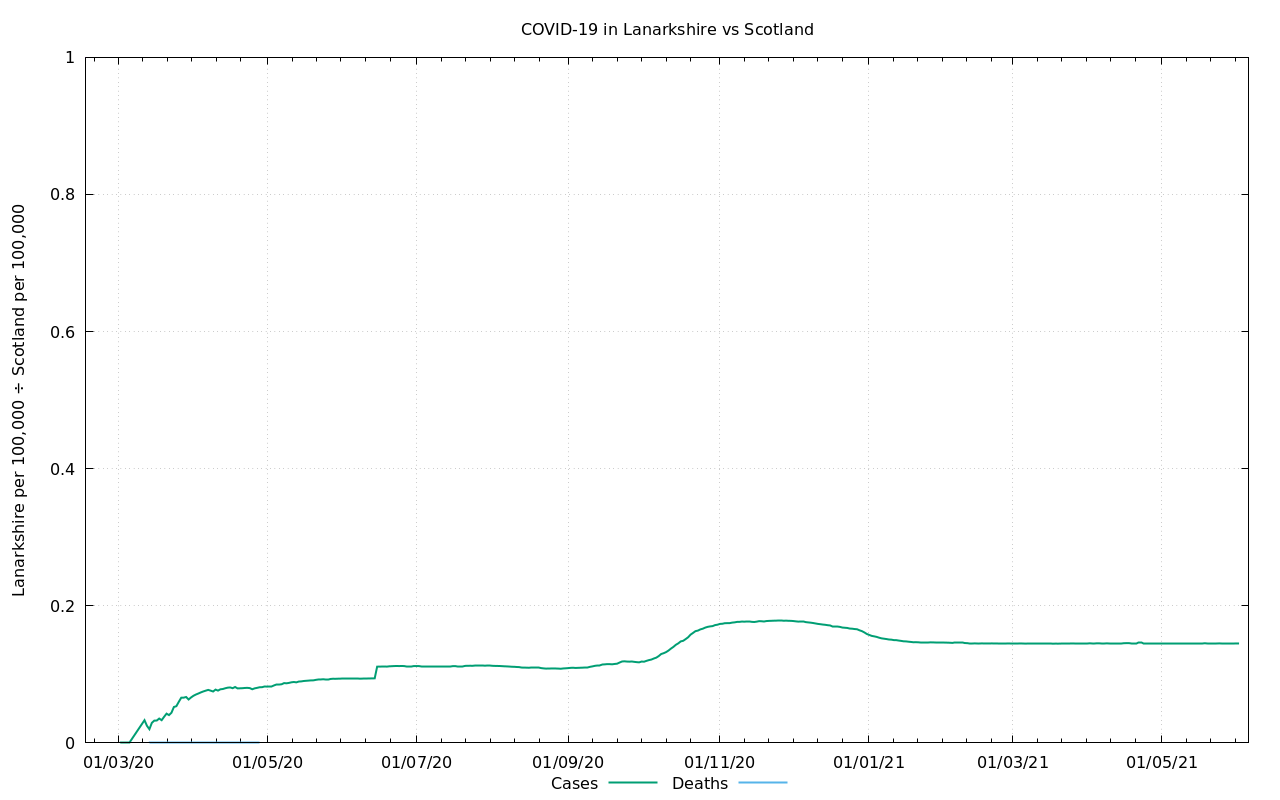 COVID-19 in Lanarkshire vs Scotland
Lanarkshire per 100,000 ÷ Scotland per 100,000
1
0.8
0.6
0.4
0.2
0
01/03/20 01/05/20 01/07/20 01/09/20 01/11/20 01/01/21 01/03/21 01/05/21
Cases Deaths